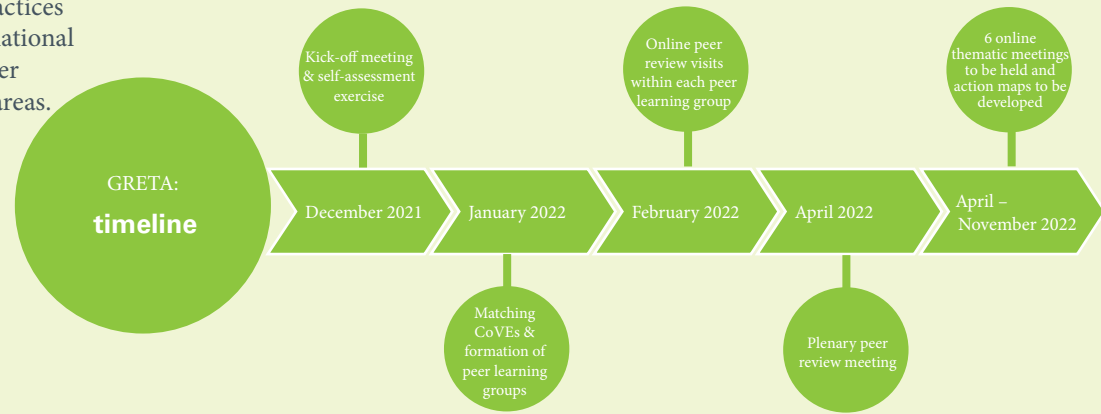 actices
ational
er
areas.
GRETA:
timeline
Kick-off meeting
& self-assessment
exercise
December 2021
January 2022
Matching
CoVEs &
formation of
peer learning
groups
Online peer
review visits
within each peer
learning group
February 2022
April 2022
Plenary peer
review meeting
6 online
thematic meetings
to be held and
action maps to be
developed
April –
November 2022